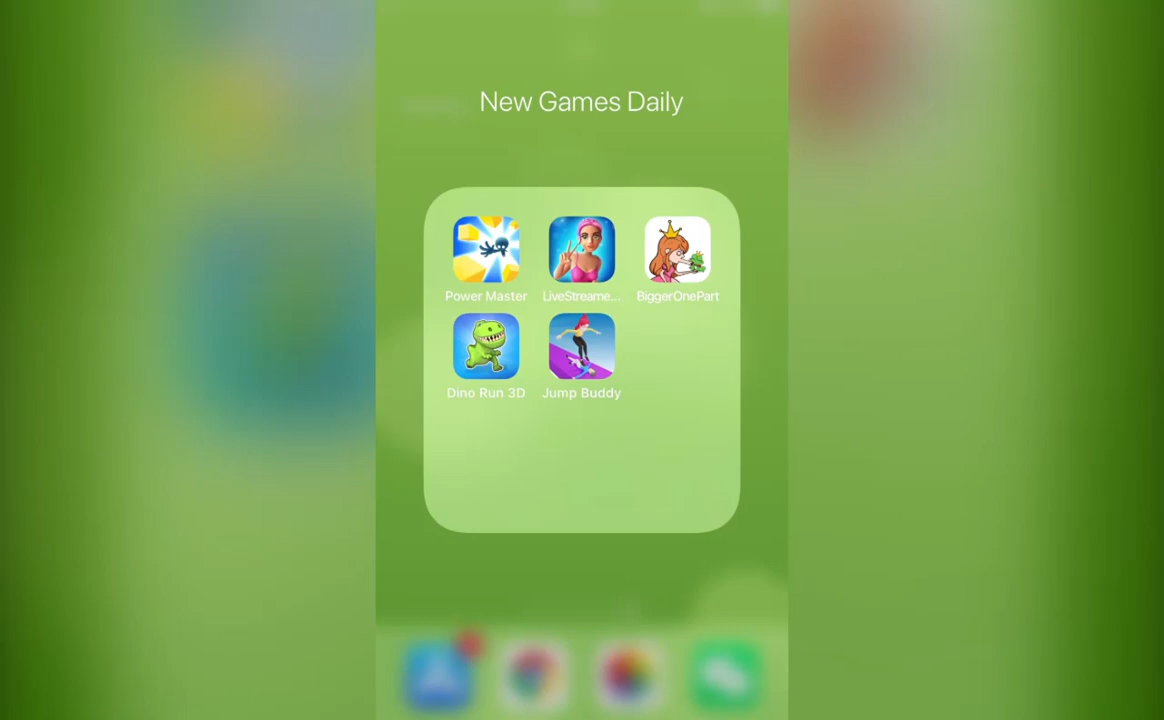 New Games Daily
Power Master
LiveStreame...
BiggerOnePart
Dino Run 3D
Jump Buddy